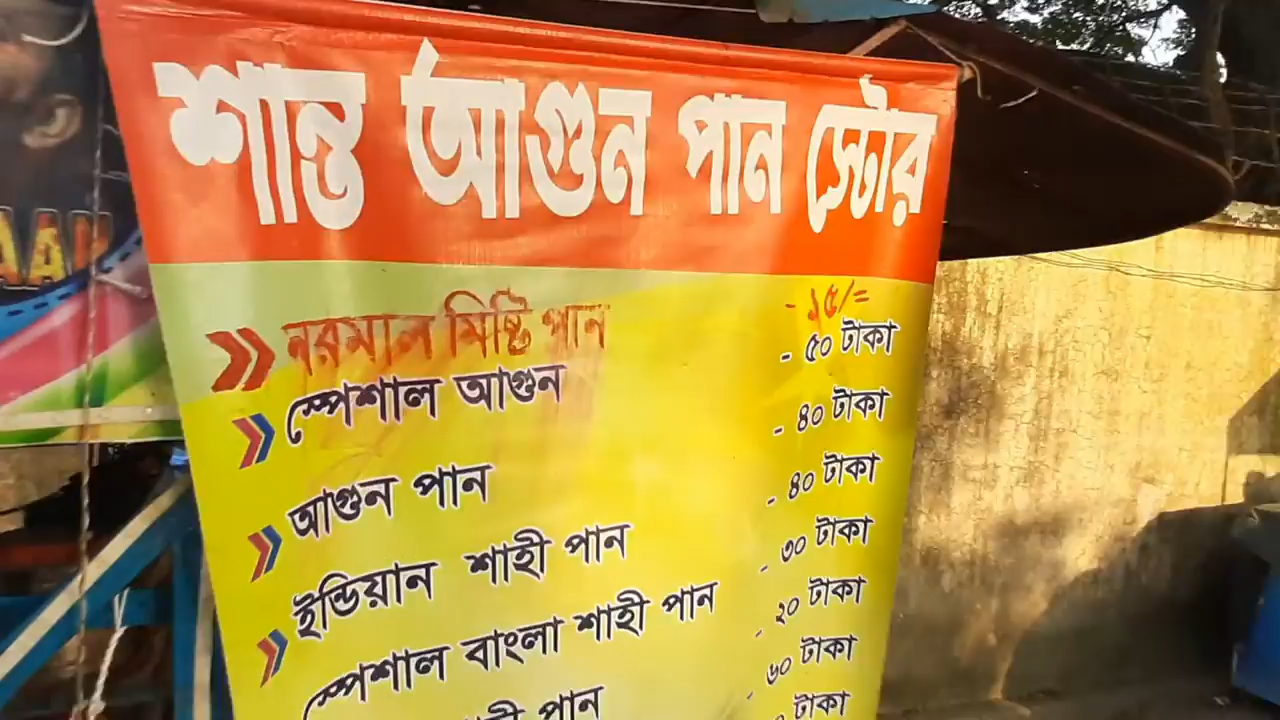 শান্ত আগুন পান স্টোর
নরমাল মিষ্টি পান - ১৫/=
স্পেশাল আগুন - ৫০ টাকা
আগুন পান - ৪০ টাকা
ইন্ডিয়ান শাহী পান - ৪০ টাকা
স্পেশাল বাংলা শাহী পান - ৩০ টাকা
শাহী পান - ২০ টাকা
- ৬০ টাকা
টাকা